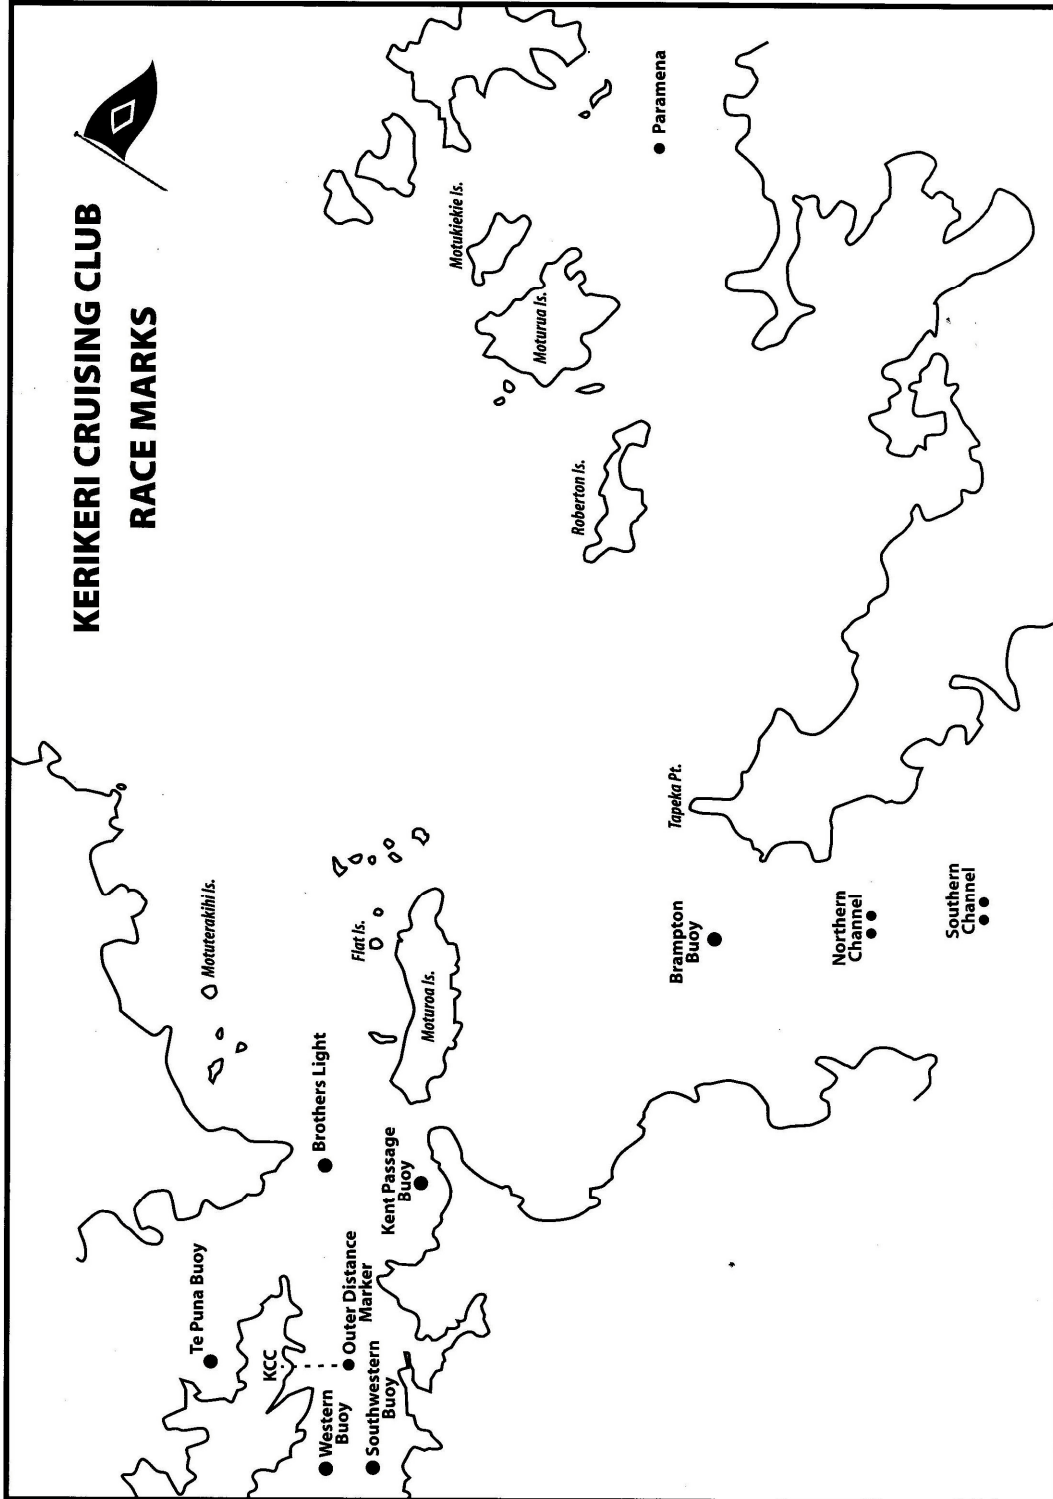 KERIKERI CRUISING CLUB
RACE MARKS
Te Puna Buoy
KCC
Western
Buoy
Outer Distance
Marker
Southwestern
Buoy
Brothers Light
Kent Passage
Buoy
Motuterakihi Is.
Flat Is.
Moturoa Is.
Brampton
Buoy
Tapeka Pt.
Northern
Channel
Southern
Channel
Roberton Is.
Moturua Is.
Motukiekie Is.
Paramena